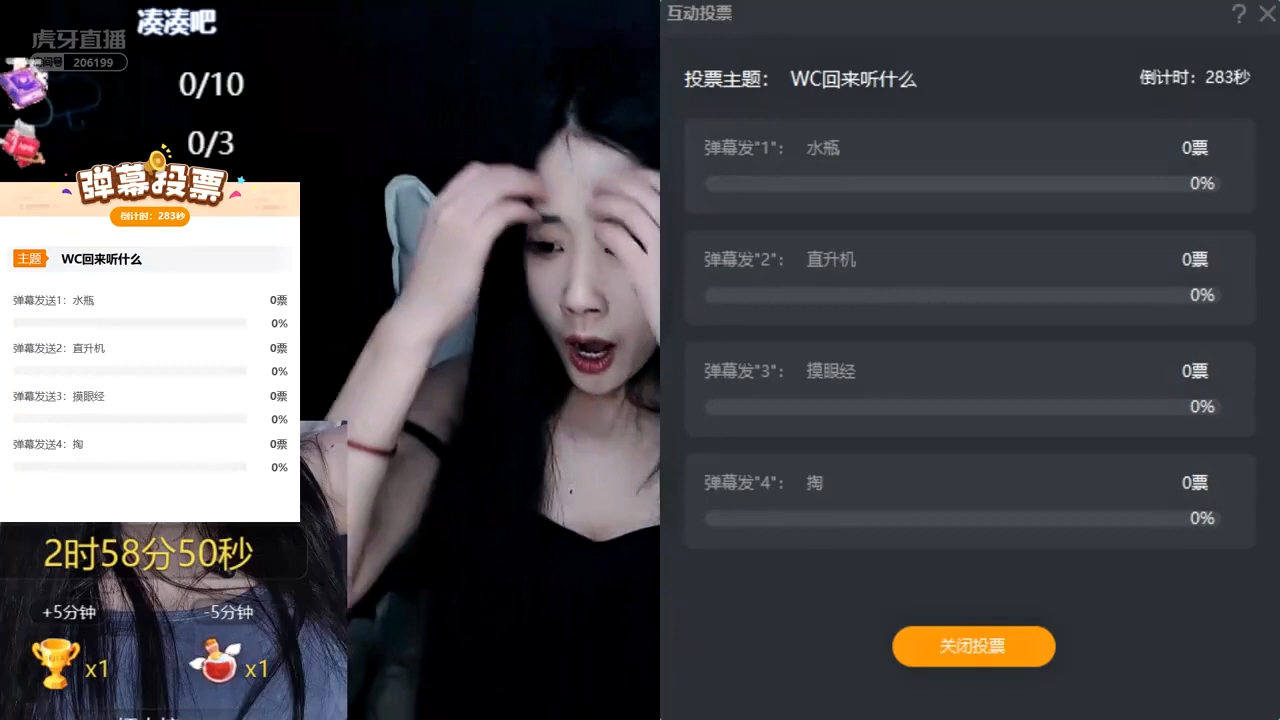 凑凑吧
虎牙直播
房间号 206199
0/10
0/3
弹幕投票
倒计时：283秒
主题 WC回来听什么
弹幕发送1：水瓶 0票
0%
弹幕发送2：直升机 0票
0%
弹幕发送3：摸眼经 0票
0%
弹幕发送4：掏 0票
0%
2时58分50秒
+5分钟 -5分钟
x1 x1
互动投票
投票主题： WC回来听什么 倒计时：283秒
弹幕发"1"： 水瓶 0票
0%
弹幕发"2"： 直升机 0票
0%
弹幕发"3"： 摸眼经 0票
0%
弹幕发"4"： 掏 0票
0%
关闭投票